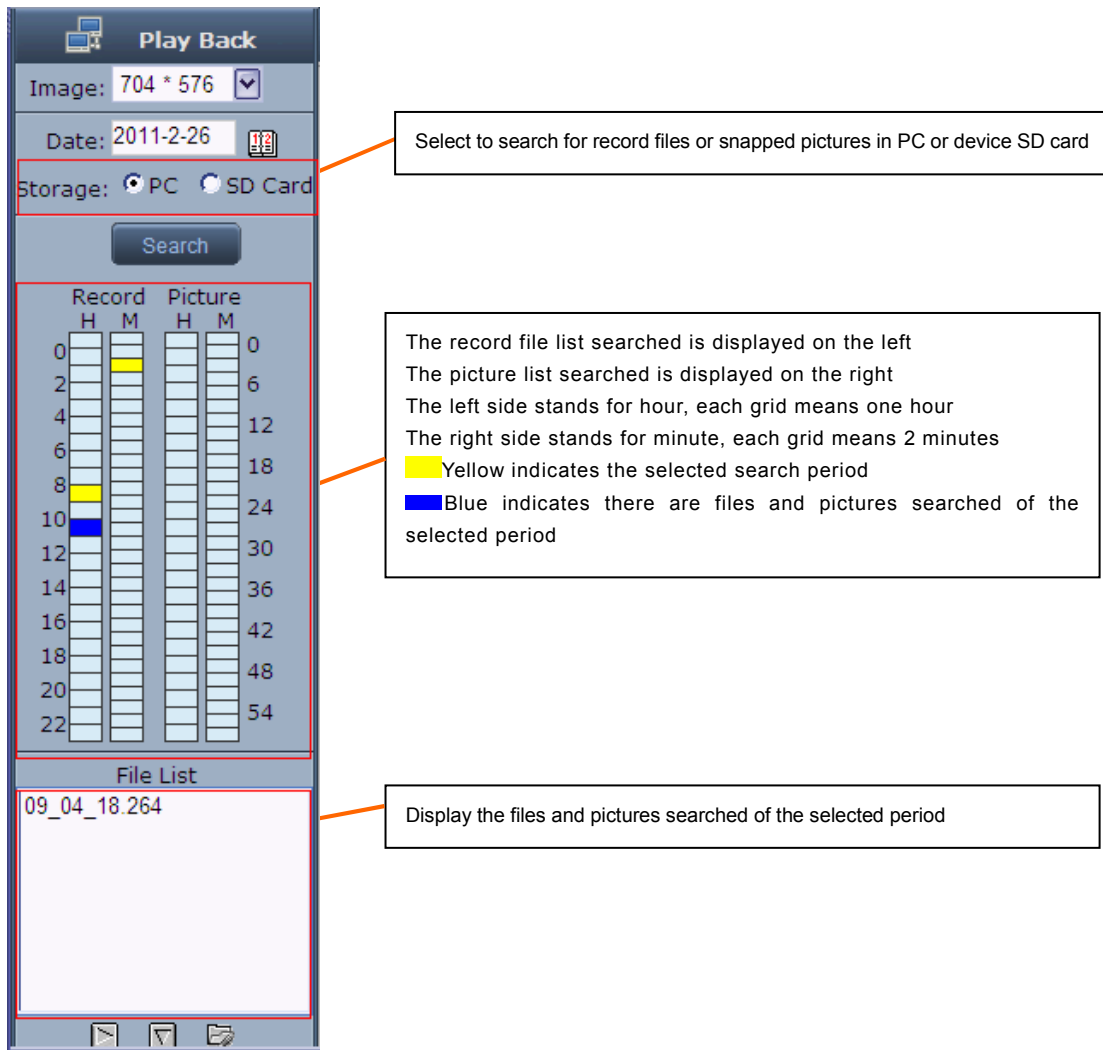 Play Back
Image: 704 * 576
Date: 2011-2-26
Storage: PC SD Card
Search
Record Picture
H M H M
0 0
2 6
4 12
6 18
8 24
10 30
12 36
14 42
16 48
18 54
20
22
File List
09_04_18.264
Select to search for record files or snapped pictures in PC or device SD card
The record file list searched is displayed on the left
The picture list searched is displayed on the right
The left side stands for hour, each grid means one hour
The right side stands for minute, each grid means 2 minutes
Yellow indicates the selected search period
Blue indicates there are files and pictures searched of the
selected period
Display the files and pictures searched of the selected period